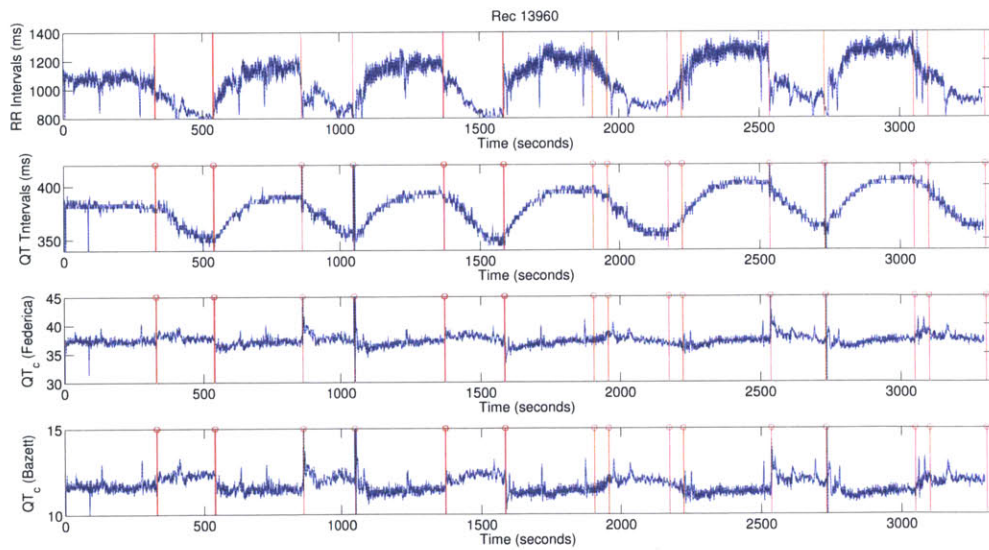 Rec 13960
RR Intervals (ms)
1400
1200
1000
800
0 500 1000 1500 2000 2500 3000
Time (seconds)
QT Tntervals (ms)
400
350
0 500 1000 1500 2000 2500 3000
Time (seconds)
QTc (Federica)
45
40
35
30
0 500 1000 1500 2000 2500 3000
Time (seconds)
QTc (Bazett)
15
10
0 500 1000 1500 2000 2500 3000
Time (seconds)